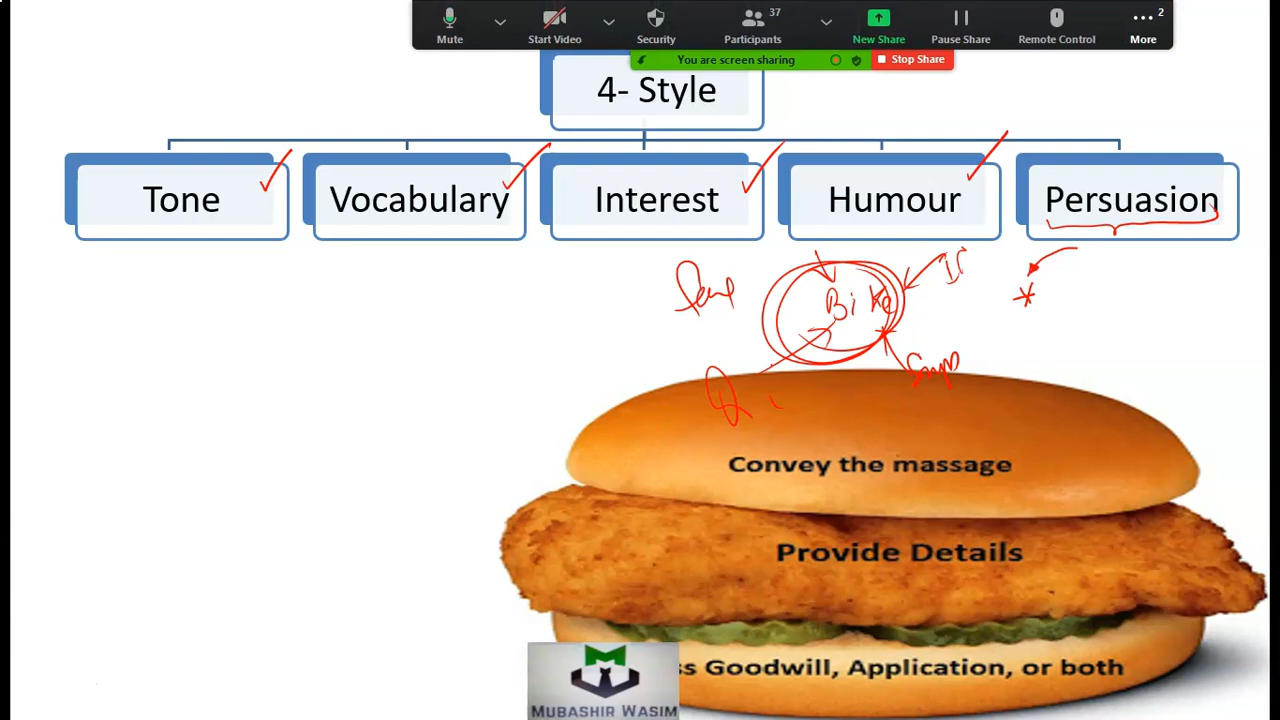 37
2
Mute
Start Video
Security
Participants
New Share
Pause Share
Remote Control
More
You are screen sharing
Stop Share
4- Style
Tone
Vocabulary
Interest
Humour
Persuasion
Bike
Convey the massage
Provide Details
ss Goodwill, Application, or both
MUBASHIR WASIM